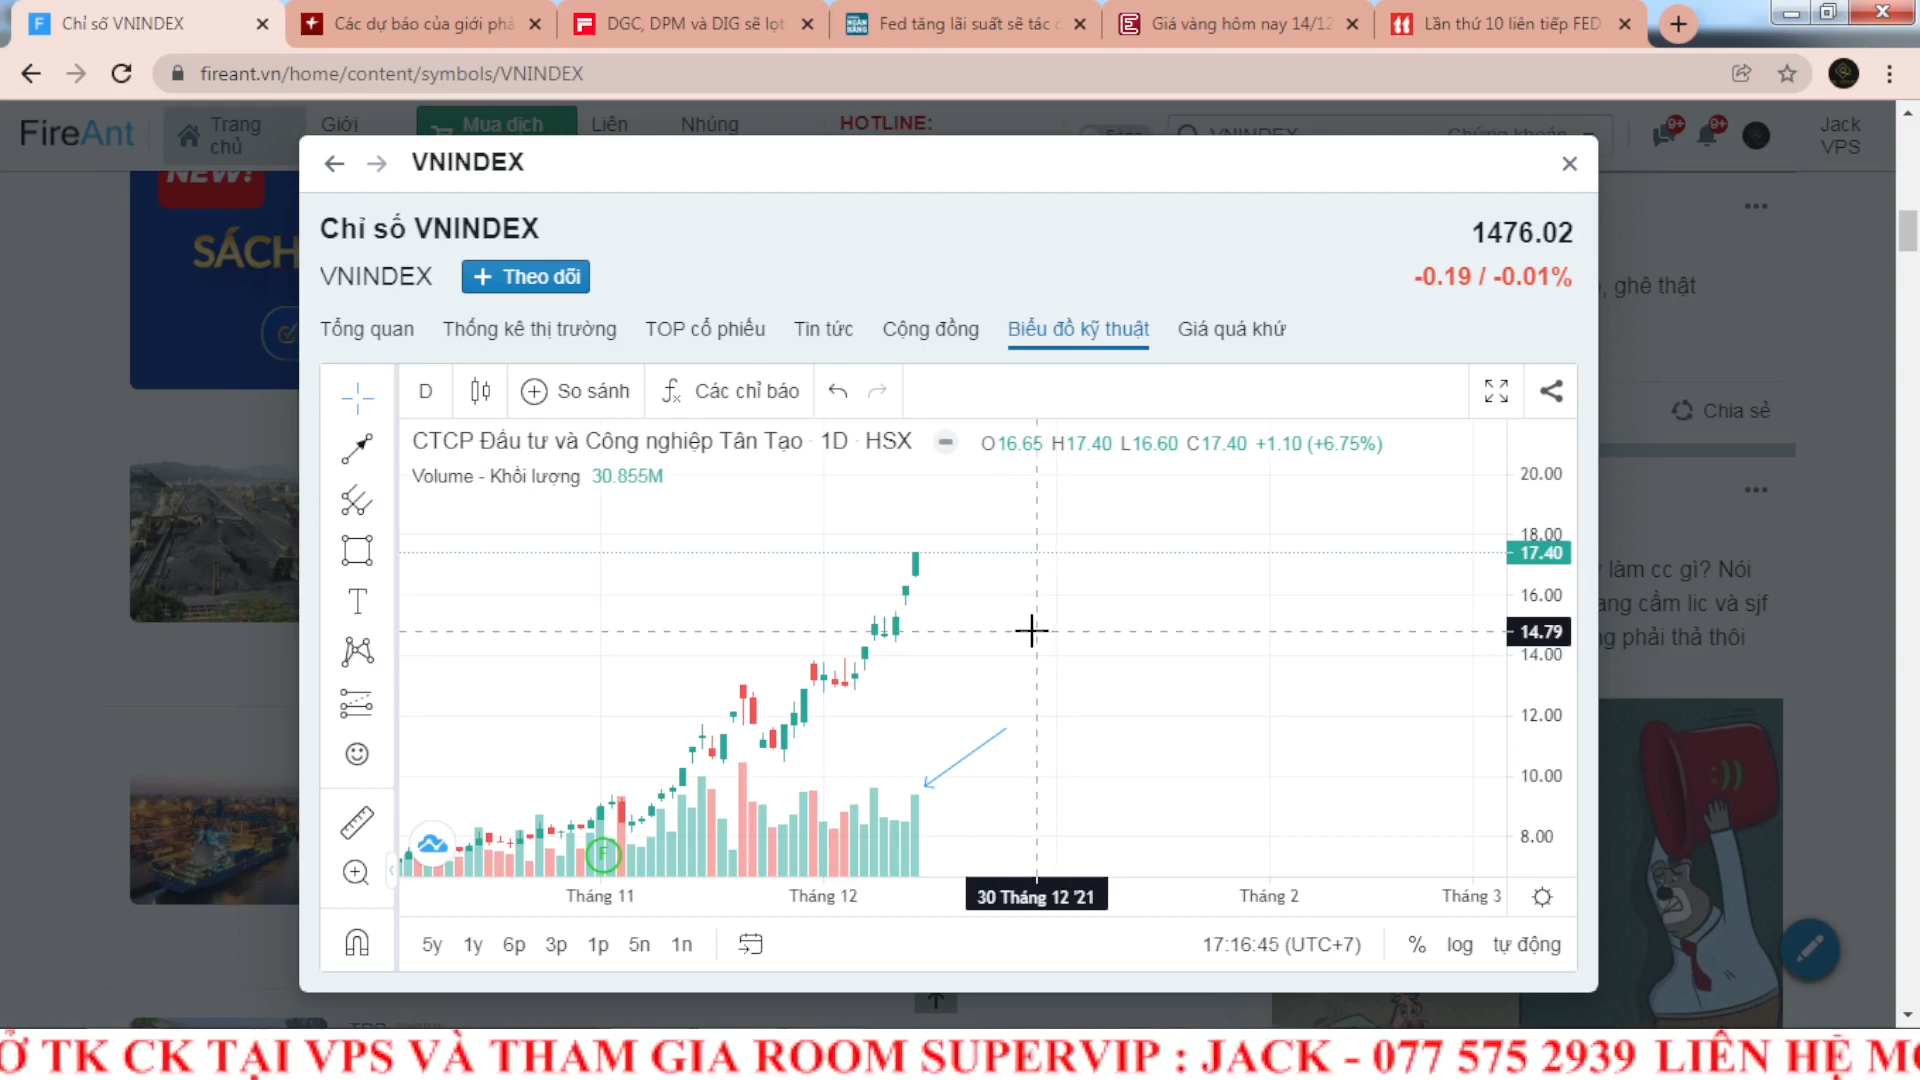 Chỉ số VNINDEX
Các dự báo của giới phâ
DGC, DPM và DIG sẽ lọt
Fed tăng lãi suất sẽ tác đ
Giá vàng hôm nay 14/12
Lần thứ 10 liên tiếp FED
fireant.vn/home/content/symbols/VNINDEX
FireAnt
Trang chủ
Giới
Mua dịch
Liên
Nhúng
HOTLINE:
VNINDEX
Chứng khoán
9+
9+
Jack VPS
VNINDEX
NEW!
SÁCH
Chỉ số VNINDEX
1476.02
VNINDEX
+ Theo dõi
-0.19 / -0.01%
, ghê thật
Tổng quan
Thống kê thị trường
TOP cổ phiếu
Tin tức
Cộng đồng
Biểu đồ kỹ thuật
Giá quá khứ
D
So sánh
Các chỉ báo
Chia sẻ
CTCP Đầu tư và Công nghiệp Tân Tạo · 1D · HSX
O16.65 H17.40 L16.60 C17.40 +1.10 (+6.75%)
Volume - Khối lượng 30.855M
20.00
18.00
17.40
16.00
14.79
14.00
12.00
10.00
8.00
làm cc gì? Nói
ang cầm lic và sjf
ng phải thả thôi
F
Tháng 11
Tháng 12
30 Tháng 12 '21
Tháng 2
Tháng 3
5y
1y
6p
3p
1p
5n
1n
17:16:45 (UTC+7)
%
log
tự động
Ở TK CK TẠI VPS VÀ THAM GIA ROOM SUPERVIP : JACK - 077 575 2939 LIÊN HỆ MỞ